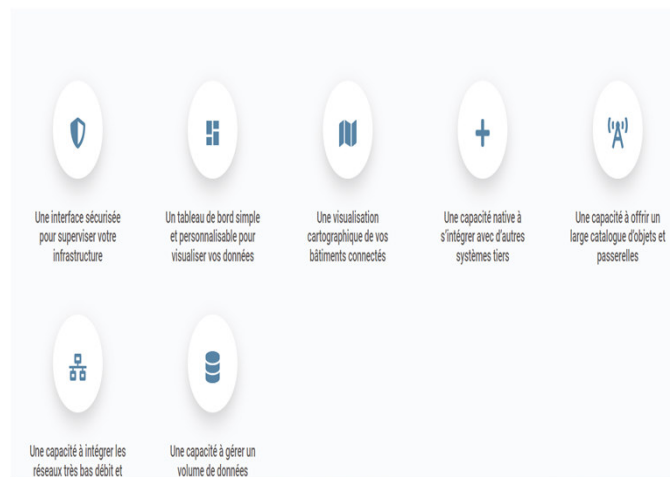 Une interface sécurisée
pour superviser votre
infrastructure
Un tableau de bord simple
et personnalisable pour
visualiser vos données
Une visualisation
cartographique de vos
bâtiments connectés
Une capacité native à
s'intégrer avec d'autres
systèmes tiers
Une capacité à offrir un
large catalogue d'objets et
passerelles
Une capacité à intégrer les
réseaux très bas débit et
Une capacité à gérer un
volume de données